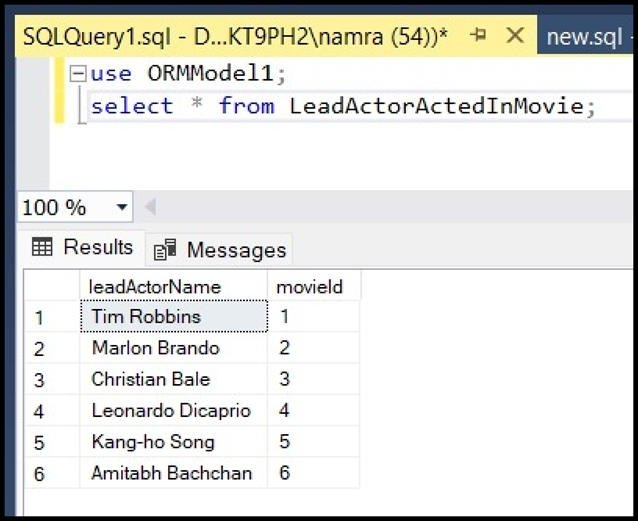 SQLQuery1.sql - D...KT9PH2\namra (54))* new.sql -
use ORMModel1;
select * from LeadActorActedInMovie;
100 %
Results Messages
leadActorName movieId
1 Tim Robbins 1
2 Marlon Brando 2
3 Christian Bale 3
4 Leonardo Dicaprio 4
5 Kang-ho Song 5
6 Amitabh Bachchan 6